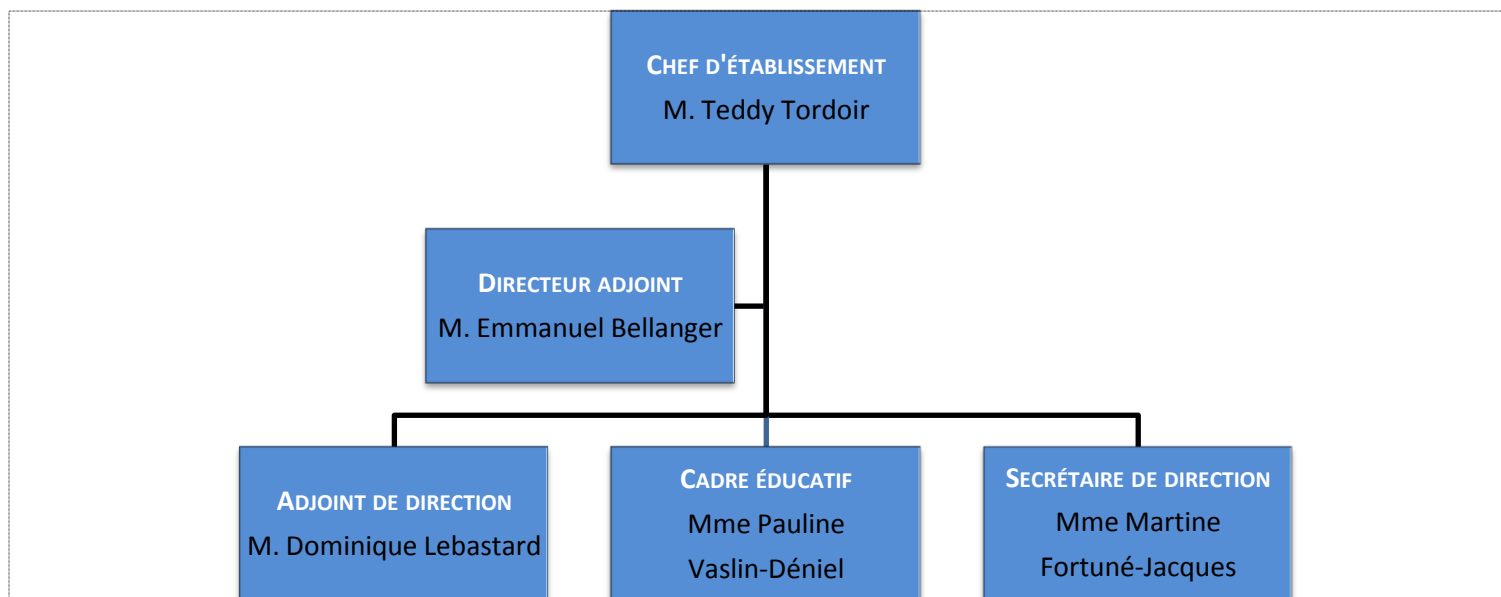 CHEF D'ÉTABLISSEMENT
M. Teddy Tordoir
DIRECTEUR ADJOINT
M. Emmanuel Bellanger
ADJOINT DE DIRECTION
M. Dominique Lebastard
CADRE ÉDUCATIF
Mme Pauline
Vaslin-Déniel
SECRÉTAIRE DE DIRECTION
Mme Martine
Fortuné-Jacques